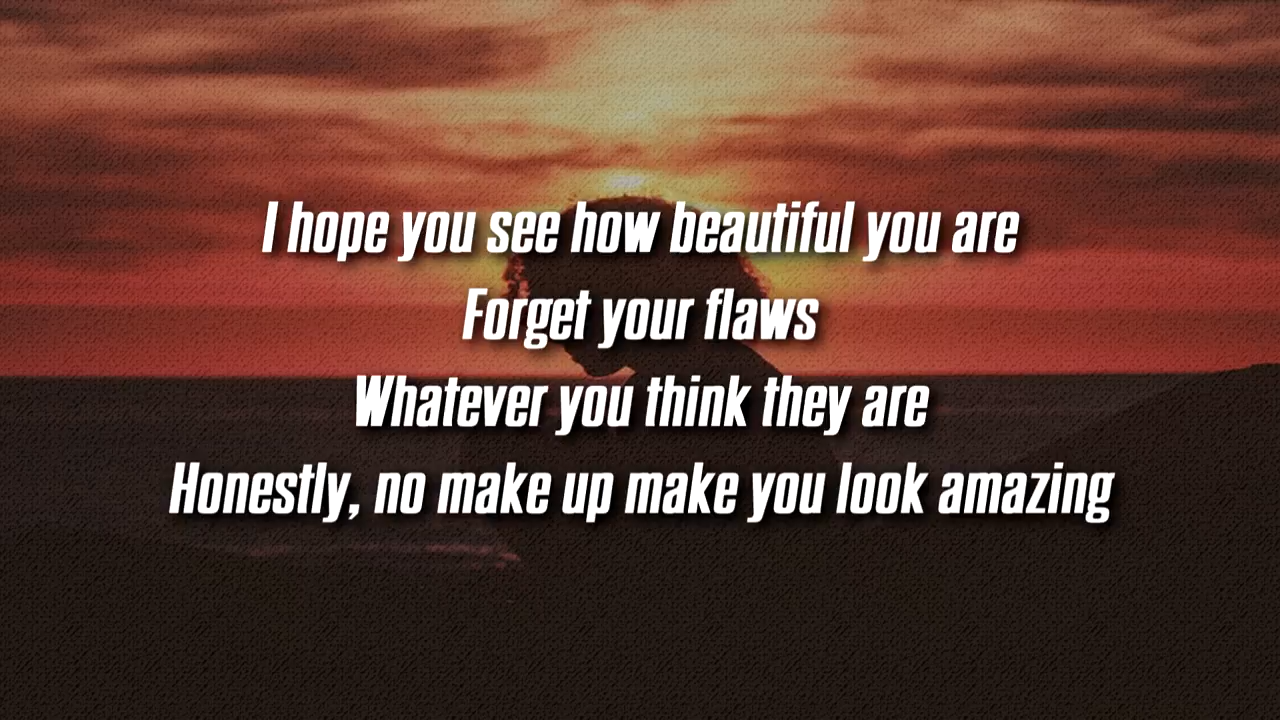 I hope you see how beautiful you are
Forget your flaws
Whatever you think they are
Honestly, no make up make you look amazing